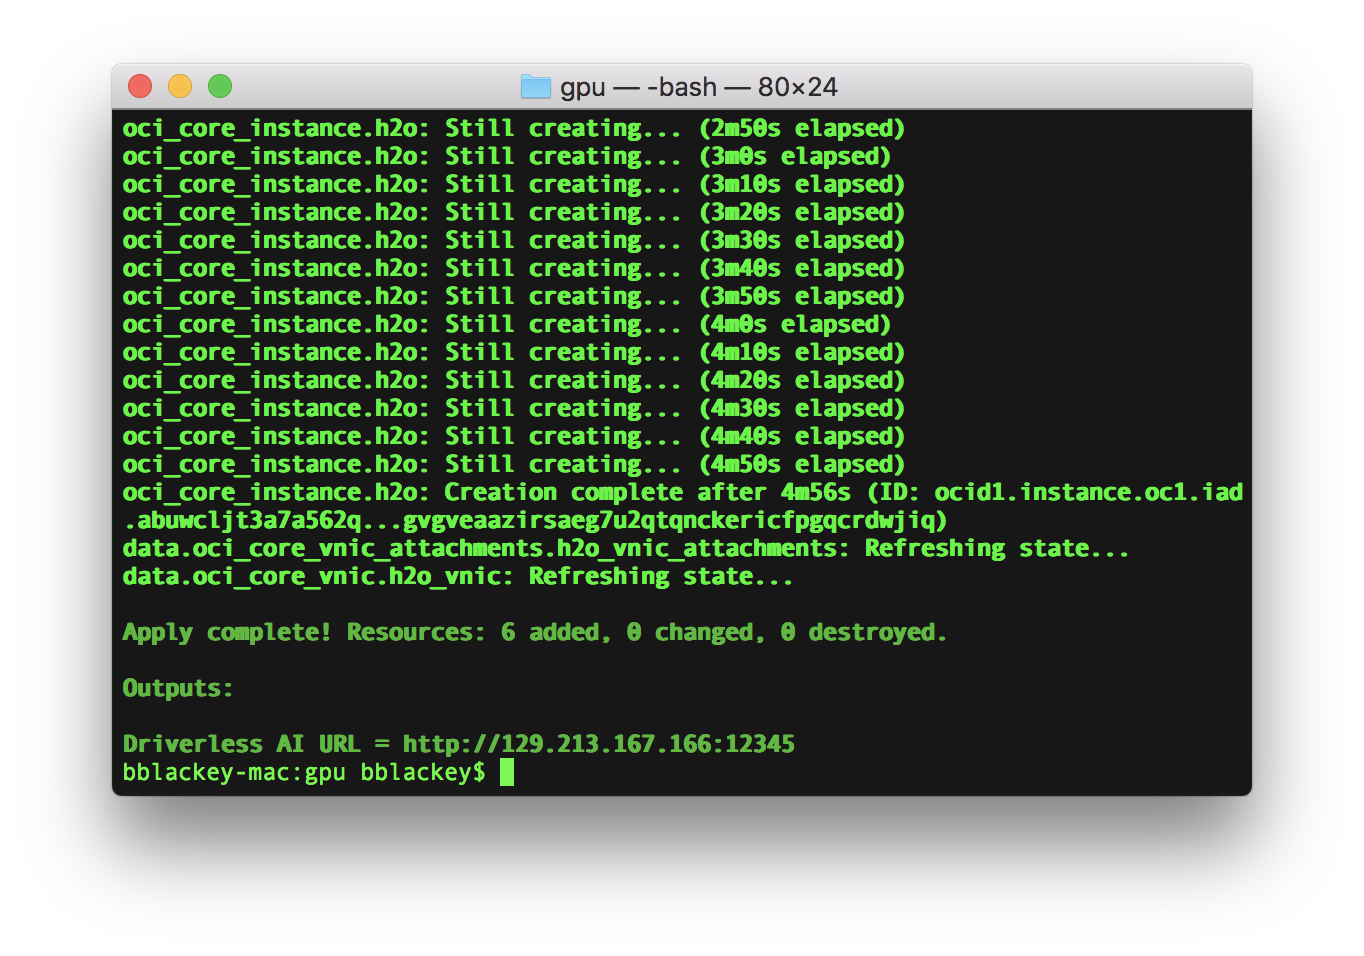 gpu — -bash — 80×24
oci_core_instance.h2o: Still creating... (2m50s elapsed)
oci_core_instance.h2o: Still creating... (3m0s elapsed)
oci_core_instance.h2o: Still creating... (3m10s elapsed)
oci_core_instance.h2o: Still creating... (3m20s elapsed)
oci_core_instance.h2o: Still creating... (3m30s elapsed)
oci_core_instance.h2o: Still creating... (3m40s elapsed)
oci_core_instance.h2o: Still creating... (3m50s elapsed)
oci_core_instance.h2o: Still creating... (4m0s elapsed)
oci_core_instance.h2o: Still creating... (4m10s elapsed)
oci_core_instance.h2o: Still creating... (4m20s elapsed)
oci_core_instance.h2o: Still creating... (4m30s elapsed)
oci_core_instance.h2o: Still creating... (4m40s elapsed)
oci_core_instance.h2o: Still creating... (4m50s elapsed)
oci_core_instance.h2o: Creation complete after 4m56s (ID: ocid1.instance.oc1.iad
.abuwcljt3a7a562q...gvgveaazirsaeg7u2qtqnckericfpgqcrdwjiq)
data.oci_core_vnic_attachments.h2o_vnic_attachments: Refreshing state...
data.oci_core_vnic.h2o_vnic: Refreshing state...
Apply complete! Resources: 6 added, 0 changed, 0 destroyed.
Outputs:
Driverless AI URL = http://129.213.167.166:12345
bblackey-mac:gpu bblackey$